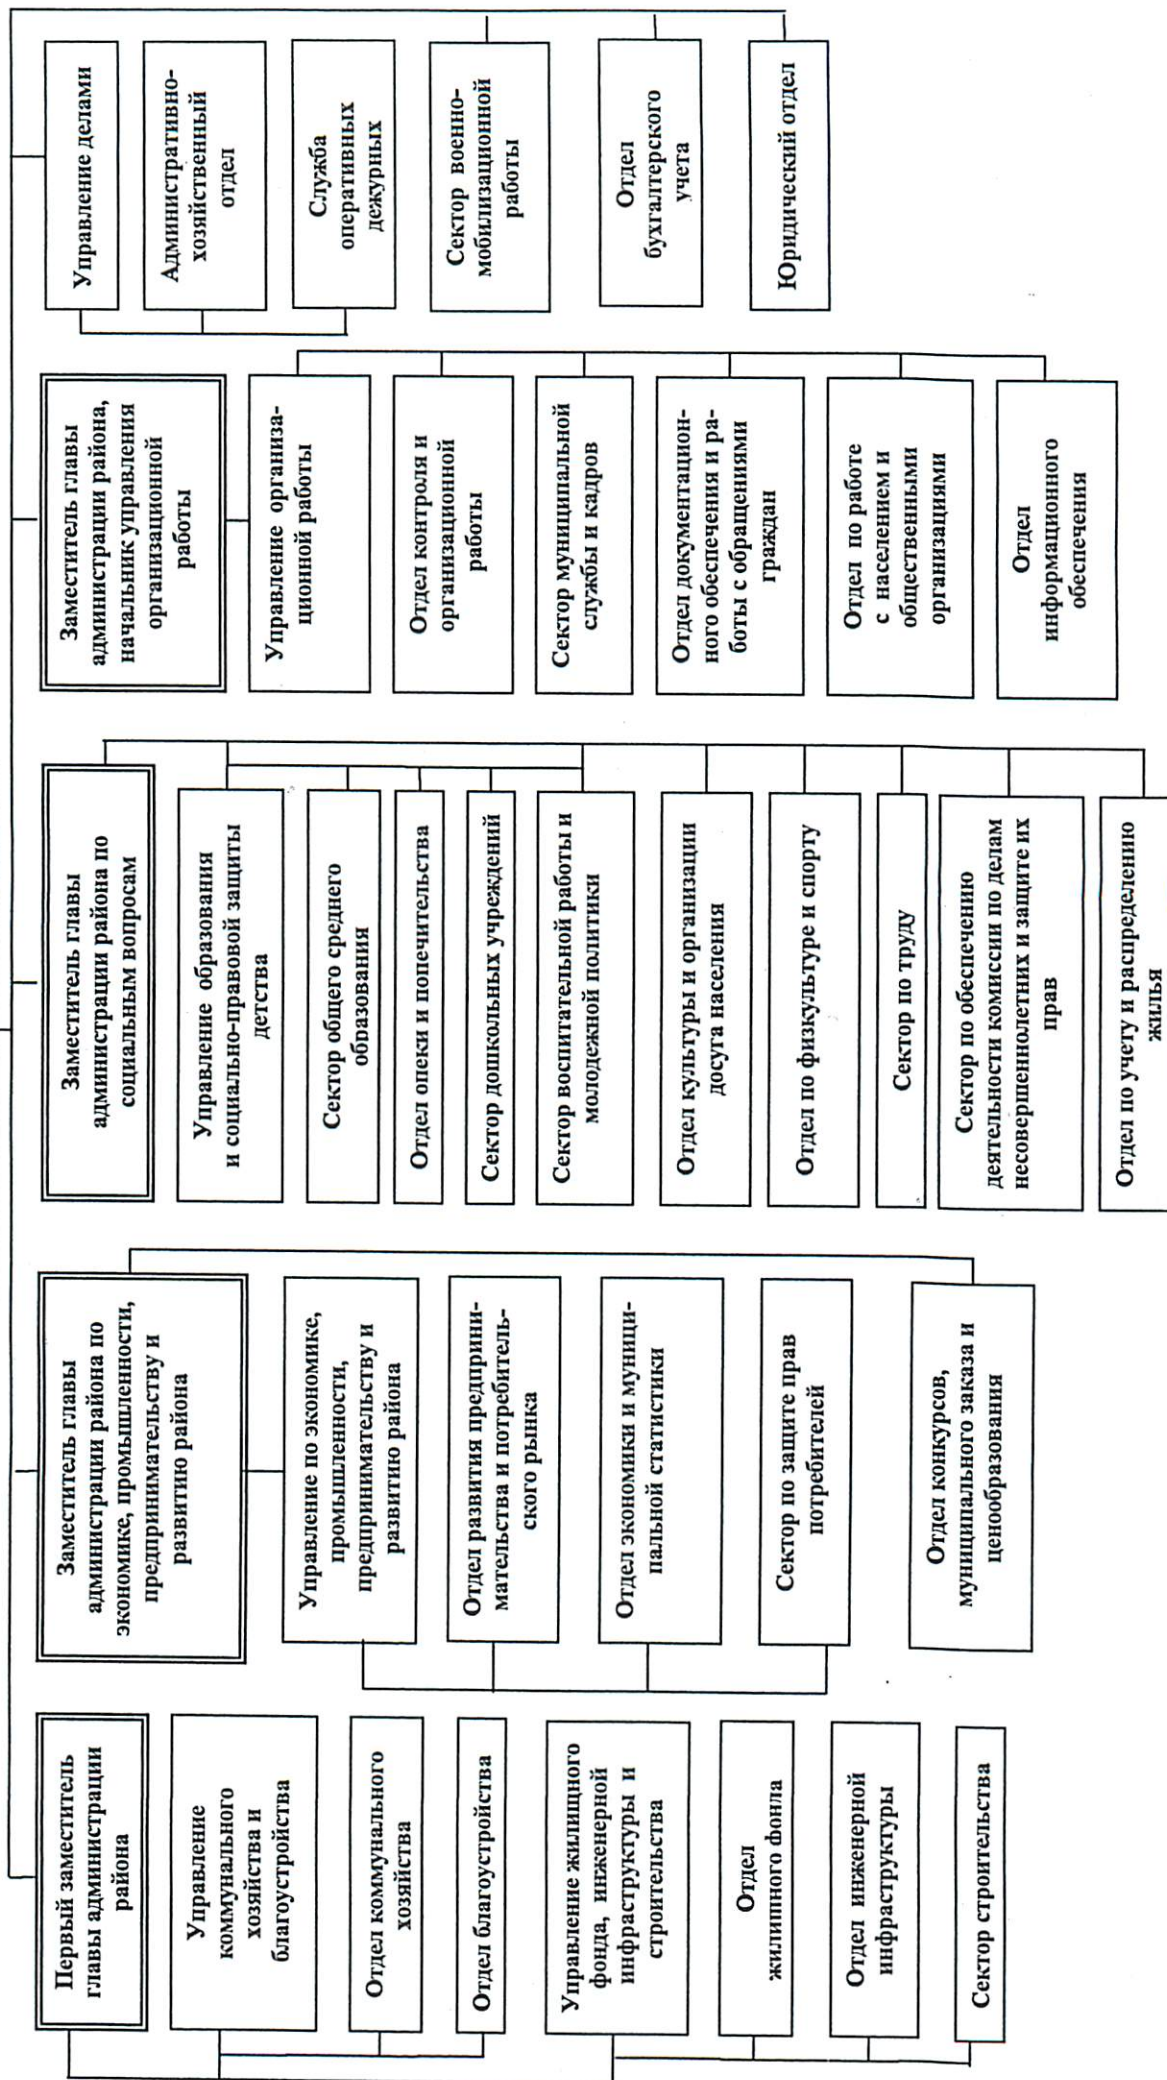 Первый заместитель
главы администрации
района
Управление
коммунального
хозяйства и
благоустройства
Отдел коммунального
хозяйства
Отдел благоустройства
Управление жилищного
фонда, инженерной
инфраструктуры и
строительства
Отдел
жилищного фонда
Отдел инженерной
инфраструктуры
Сектор строительства
Заместитель главы
администрации района по
экономике, промышленности,
предпринимательству и
развитию района
Управление по экономике,
промышленности,
предпринимательству и
развитию района
Отдел развития предприни-
мательства и потребитель-
ского рынка
Отдел экономики и муници-
пальной статистики
Сектор по защите прав
потребителей
Отдел конкурсов,
муниципального заказа и
ценообразования
Заместитель главы
администрации района по
социальным вопросам
Управление образования
и социально-правовой защиты
детства
Сектор общего среднего
образования
Отдел опеки и попечительства
Сектор дошкольных учреждений
Сектор воспитательной работы и
молодежной политики
Отдел культуры и организации
досуга населения
Отдел по физкультуре и спорту
Сектор по труду
Сектор по обеспечению
деятельности комиссии по делам
несовершеннолетних и защите их
прав
Отдел по учету и распределению
жилья
Заместитель главы
администрации района,
начальник управления
организационной
работы
Управление организа-
ционной работы
Отдел контроля и
организационной
работы
Сектор муниципальной
службы и кадров
Отдел документацион-
ного обеспечения и ра-
боты с обращениями
граждан
Отдел по работе
с населением и
общественными
организациями
Отдел
информационного
обеспечения
Управление делами
Административно-
хозяйственный
отдел
Служба
оперативных
дежурных
Сектор военно-
мобилизационной
работы
Отдел
бухгалтерского
учета
Юридический отдел